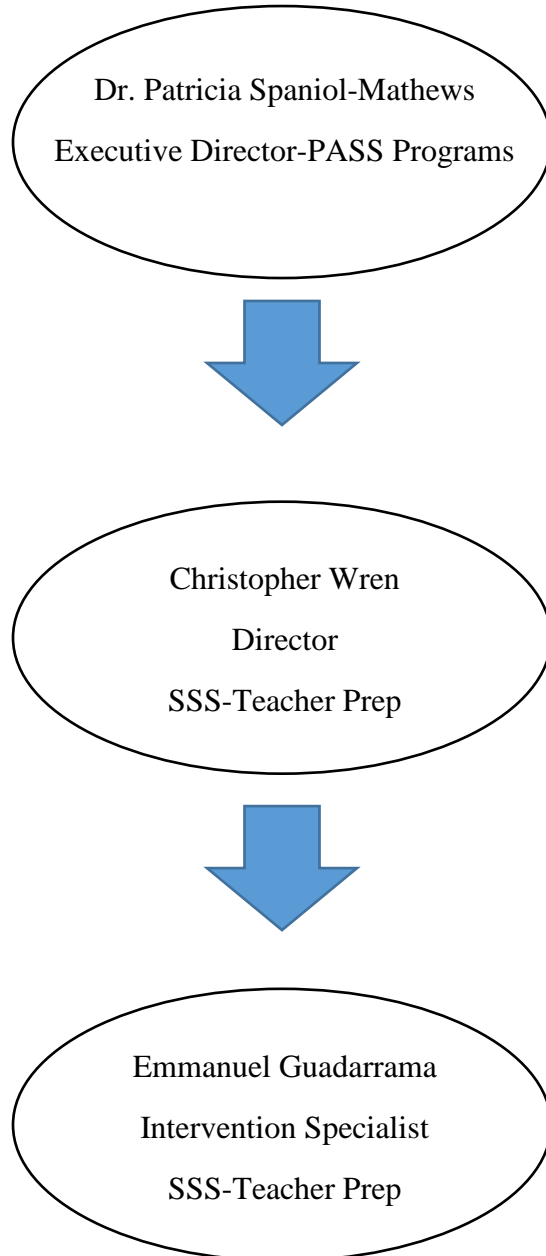 Dr. Patricia Spaniol-Mathews
Executive Director-PASS Programs
Christopher Wren
Director
SSS-Teacher Prep
Emmanuel Guadarrama
Intervention Specialist
SSS-Teacher Prep